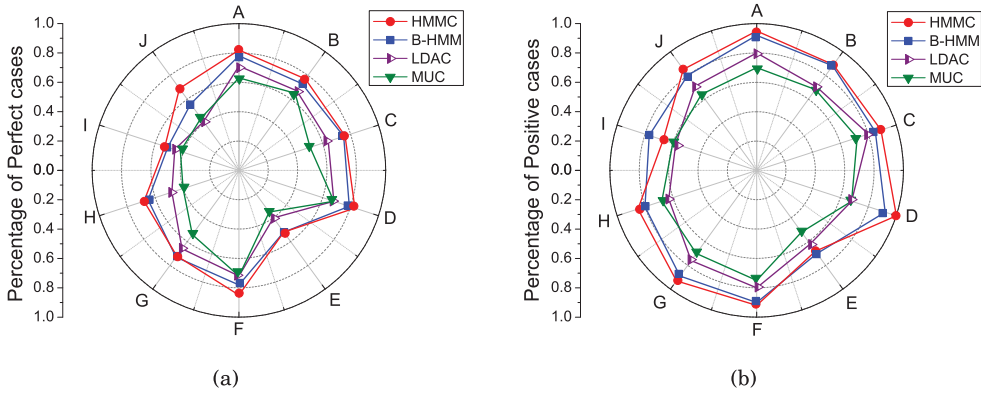 Percentage of Perfect cases
1.0
0.8
0.6
0.4
0.2
0.0
0.2
0.4
0.6
0.8
1.0
A
B
C
D
E
F
G
H
I
J
HMMC
B-HMM
LDAC
MUC
(a)
Percentage of Positive cases
1.0
0.8
0.6
0.4
0.2
0.0
0.2
0.4
0.6
0.8
1.0
A
B
C
D
E
F
G
H
I
J
HMMC
B-HMM
LDAC
MUC
(b)